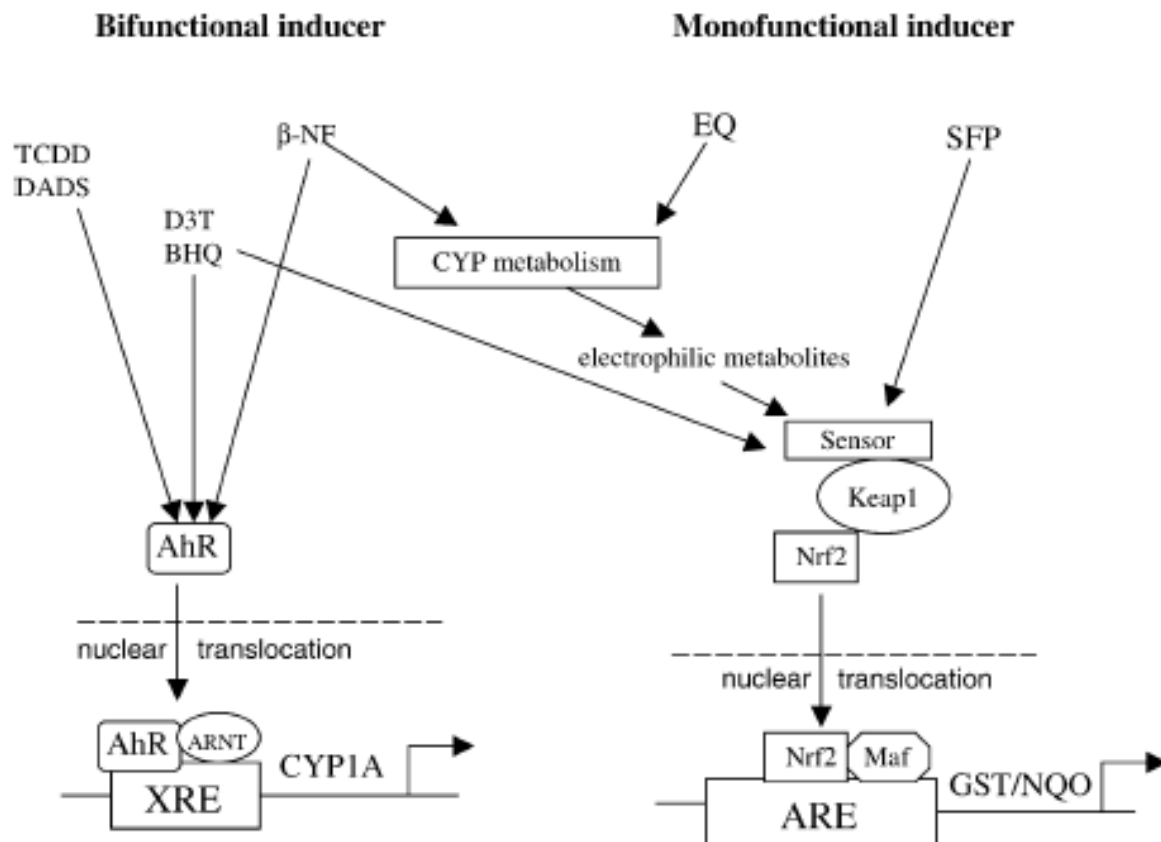 Bifunctional inducer
Monofunctional inducer
β-NF
EQ
SFP
TCDD
DADS
D3T
BHQ
CYP metabolism
electrophilic metabolites
Sensor
Keap1
AhR
Nrf2
nuclear translocation
nuclear translocation
AhR
ARNT
CYP1A
XRE
Nrf2
Maf
GST/NQO
ARE